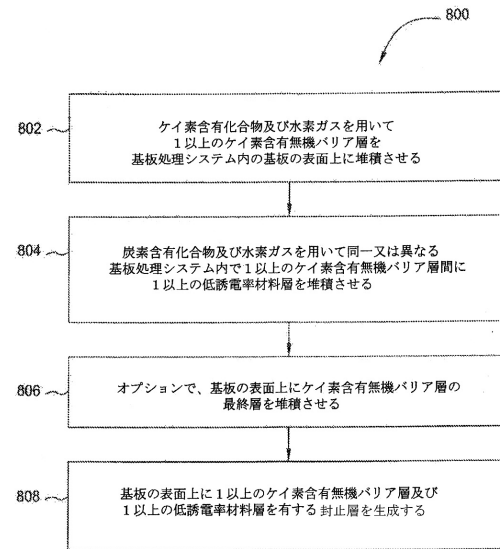 800
802
ケイ素含有化合物及び水素ガスを用いて
1以上のケイ素含有無機バリア層を
基板処理システム内の基板の表面上に堆積させる
804
炭素含有化合物及び水素ガスを用いて同一又は異なる
基板処理システム内で1以上のケイ素含有無機バリア層間に
1以上の低誘電率材料層を堆積させる
806
オプションで、基板の表面上にケイ素含有無機バリア層の
最終層を堆積させる
808
基板の表面上に1以上のケイ素含有無機バリア層及び
1以上の低誘電率材料層を有する封止層を生成する